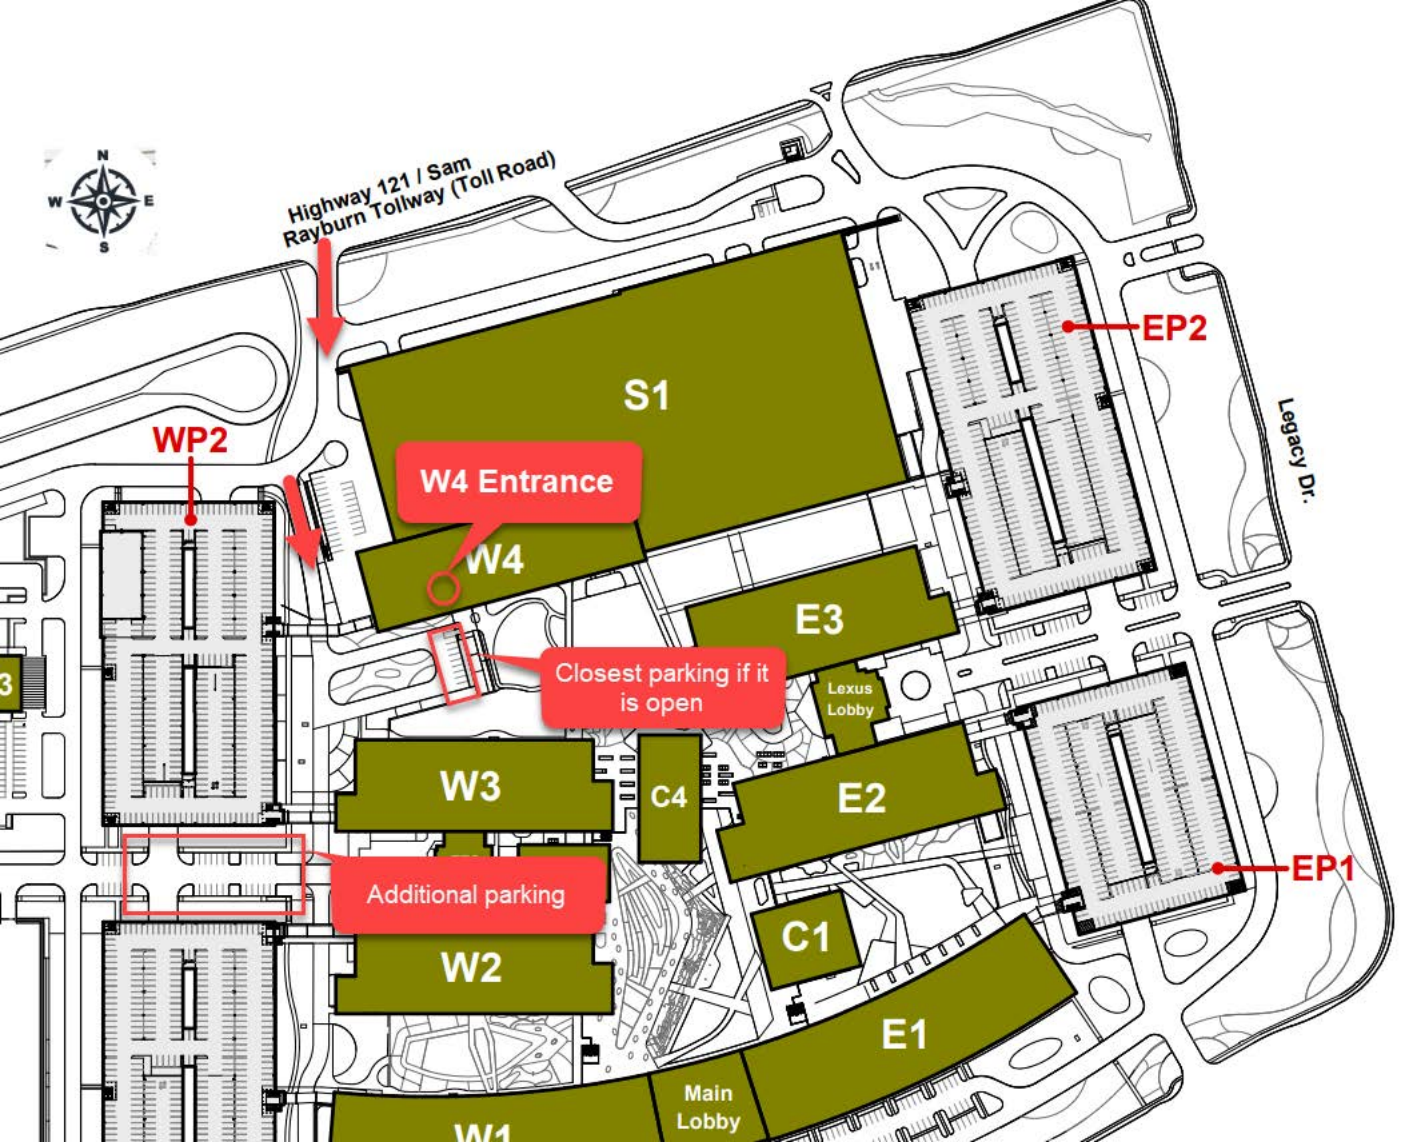 N
W E
S
Highway 121 / Sam
Rayburn Tollway (Toll Road)
EP2
S1
Legacy Dr.
WP2
W4 Entrance
W4
E3
Closest parking if it
is open
3
Lexus
Lobby
W3
C4
E2
EP1
Additional parking
C1
W2
E1
Main
Lobby
W1